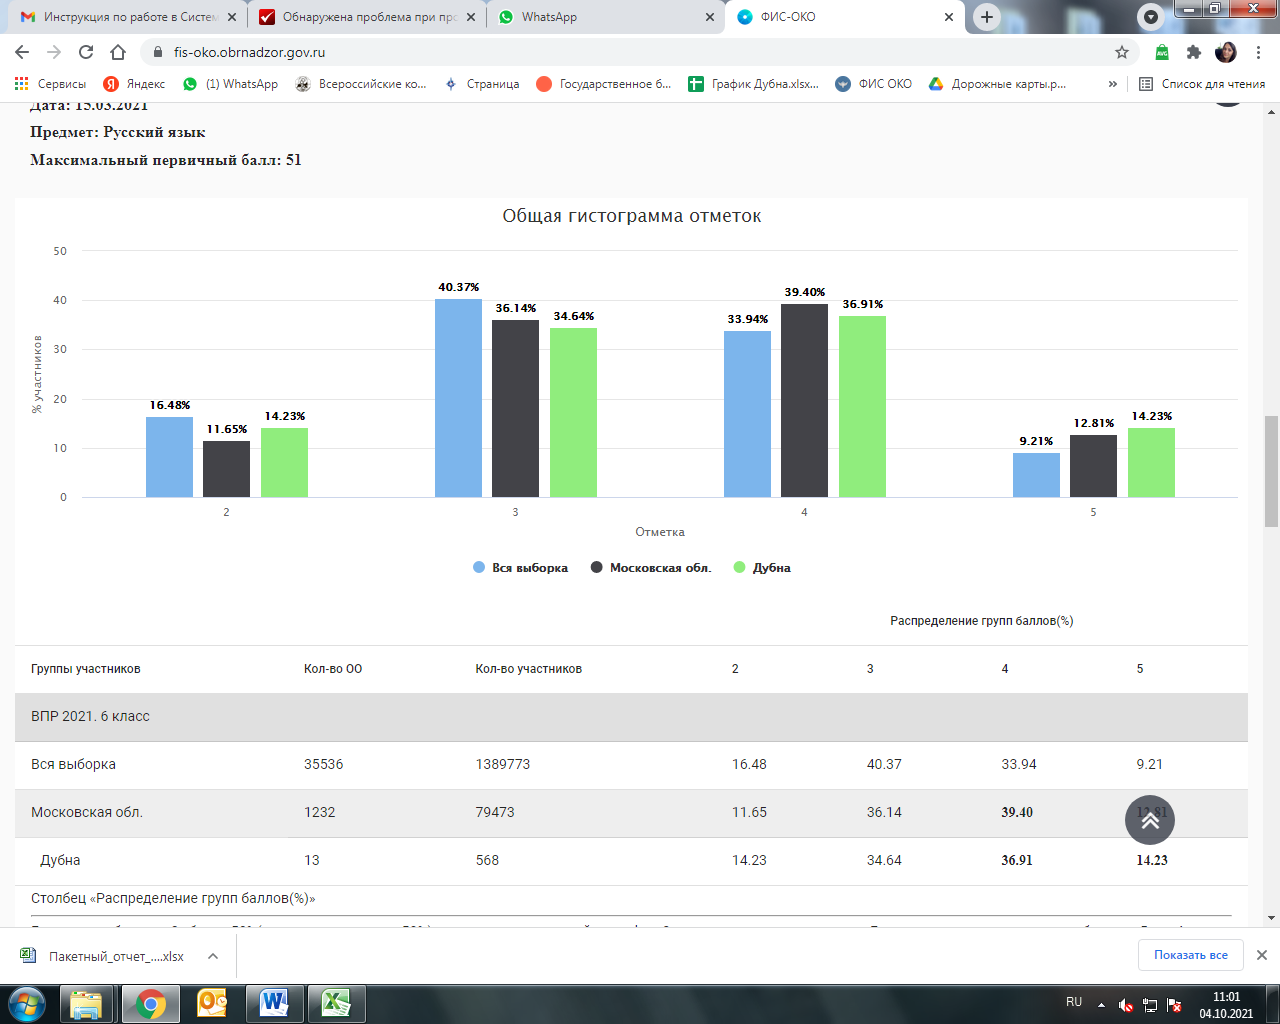 Инструкция по работе в Систем
Обнаружена проблема при про
WhatsApp
ФИС-ОКО
fis-oko.obrnadzor.gov.ru
Сервисы
Яндекс
(1) WhatsApp
Всероссийские ко...
Страница
Государственное б...
График Дубна.xlsx...
ФИС ОКО
Дорожные карты.р...
»
Список для чтения
Дата: 15.03.2021
Предмет: Русский язык
Максимальный первичный балл: 51
Общая гистограмма отметок
50
40
30
20
10
0
% участников
16.48%
11.65%
14.23%
40.37%
36.14%
34.64%
33.94%
39.40%
36.91%
9.21%
12.81%
14.23%
2 3 4 5
Отметка
Вся выборка Московская обл. Дубна
Распределение групп баллов(%)
Группы участников Кол-во ОО Кол-во участников 2 3 4 5
ВПР 2021. 6 класс
Вся выборка 35536 1389773 16.48 40.37 33.94 9.21
Московская обл. 1232 79473 11.65 36.14 39.40 12.81
Дубна 13 568 14.23 34.64 36.91 14.23
Столбец «Распределение групп баллов(%)»
Пакетный_отчет_....xlsx
Показать все
RU
11:01
04.10.2021